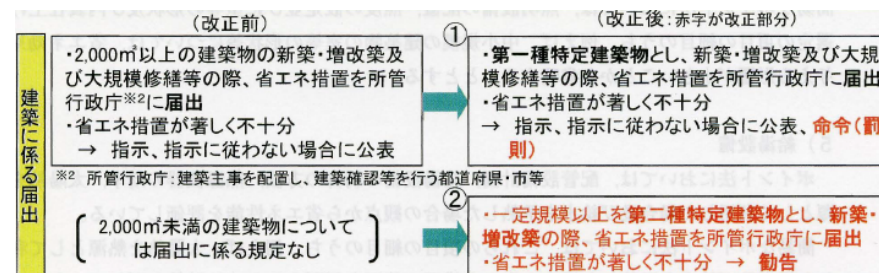 (改正前)
(改正後:赤字が改正部分)
建築に係る届出
・2,000㎡以上の建築物の新築・増改築及
び大規模修繕等の際、省エネ措置を所管
行政庁※2に届出
・省エネ措置が著しく不十分
→ 指示、指示に従わない場合に公表
①
・第一種特定建築物とし、新築・増改築及び大規
模修繕等の際、省エネ措置を所管行政庁に届出
・省エネ措置が著しく不十分
→ 指示、指示に従わない場合に公表、命令(罰
則)
※2 所管行政庁:建築主事を配置し、建築確認等を行う都道府県・市等
2,000㎡未満の建築物について
は届出に係る規定なし
②
・一定規模以上を第二種特定建築物とし、新築・
増改築の際、省エネ措置を所管行政庁に届出
・省エネ措置が著しく不十分 → 勧告